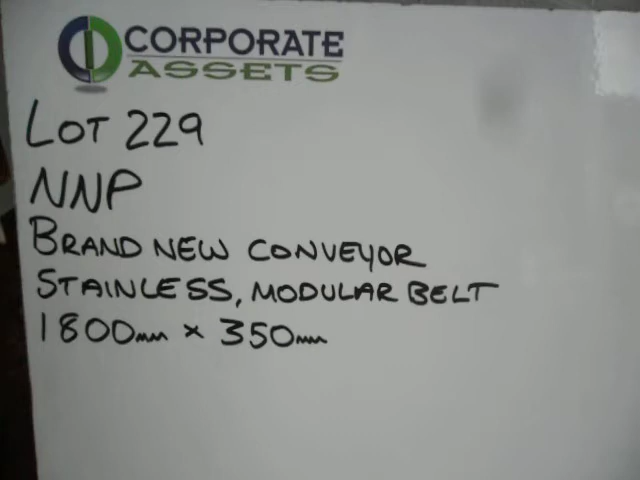 CORPORATE
ASSETS
LOT 229
NNP
BRAND NEW CONVEYOR
STAINLESS, MODULAR BELT
1800mm x 350mm